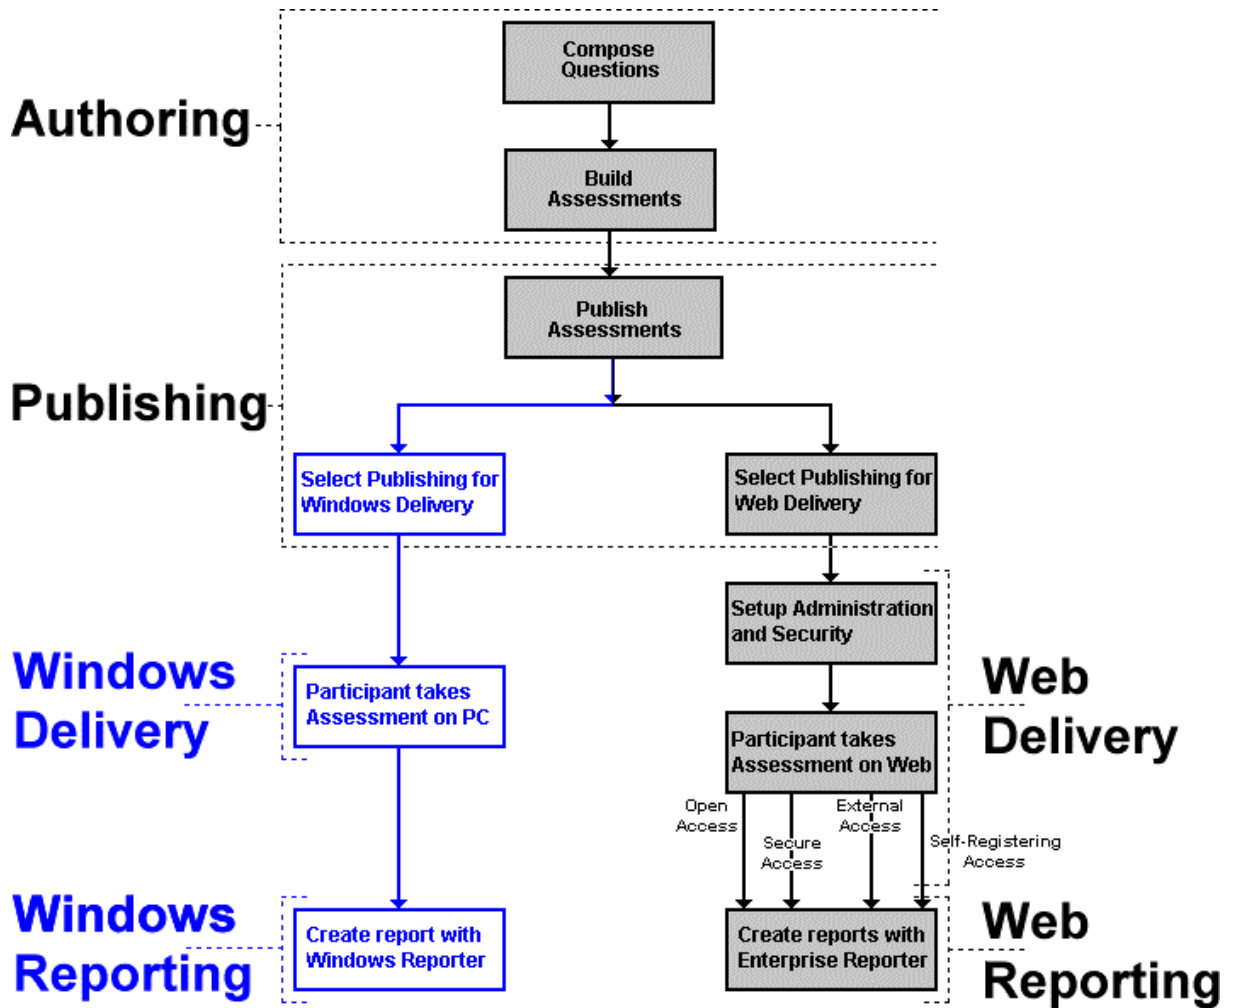 Compose
Questions
Authoring
Build
Assessments
Publish
Assessments
Publishing
Select Publishing for
Windows Delivery
Select Publishing for
Web Delivery
Setup Administration
and Security
Windows
Delivery
Participant takes
Assessment on PC
Web
Delivery
Participant takes
Assessment on Web
Open
Access
Secure
Access
External
Access
Self-Registering
Access
Windows
Reporting
Create report with
Windows Reporter
Create reports with
Enterprise Reporter
Web
Reporting